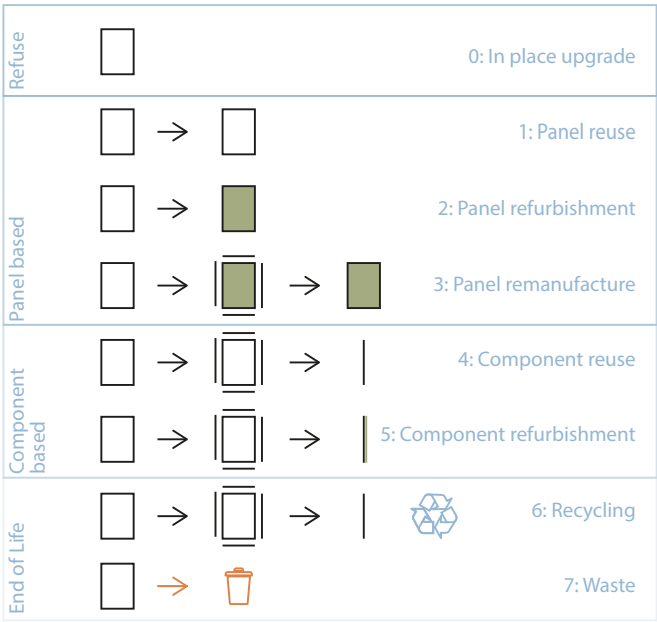 Refuse
0: In place upgrade
Panel based
1: Panel reuse
2: Panel refurbishment
3: Panel remanufacture
Component
based
4: Component reuse
5: Component refurbishment
End of Life
6: Recycling
7: Waste